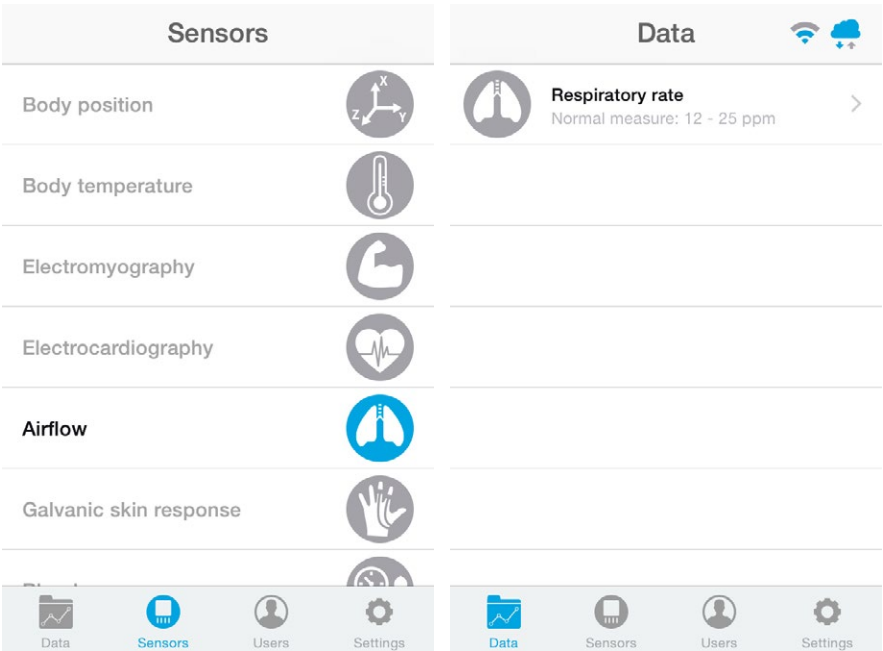 Sensors
Body position
X
Z
Y
Body temperature
Electromyography
Electrocardiography
Airflow
Galvanic skin response
Data
Sensors
Users
Settings
Data
Respiratory rate
Normal measure: 12 - 25 ppm
Data
Sensors
Users
Settings